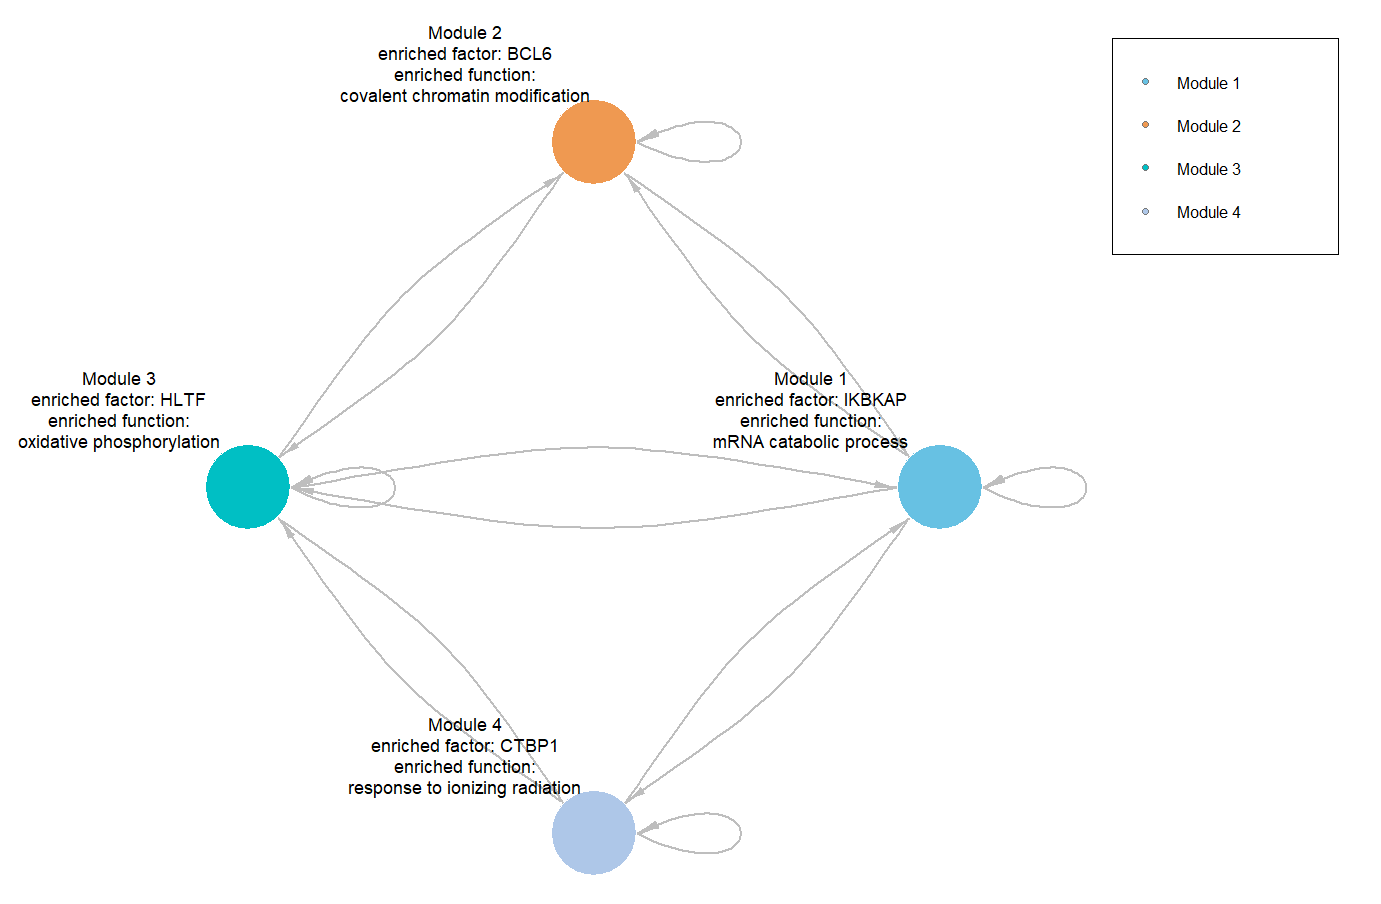 Module 2
enriched factor: BCL6
enriched function:
covalent chromatin modification
Module 1
Module 2
Module 3
Module 4
Module 3
enriched factor: HLTF
enriched function:
oxidative phosphorylation
Module 1
enriched factor: IKBKAP
enriched function:
mRNA catabolic process
Module 4
enriched factor: CTBP1
enriched function:
response to ionizing radiation